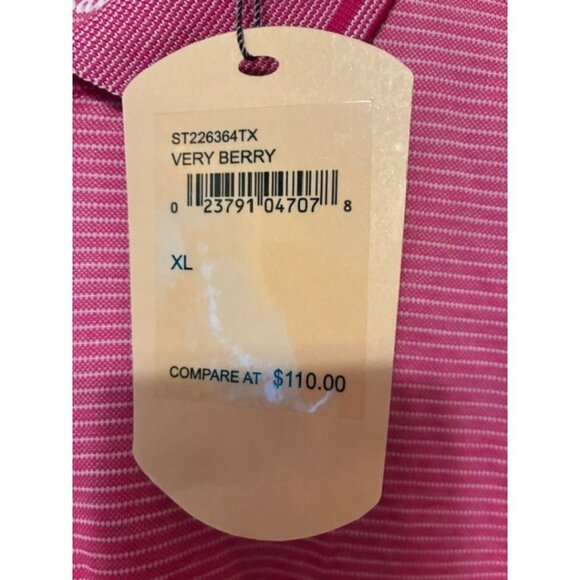 ST226364TX
VERY BERRY
0 23791 04707 8
XL
COMPARE AT $110.00